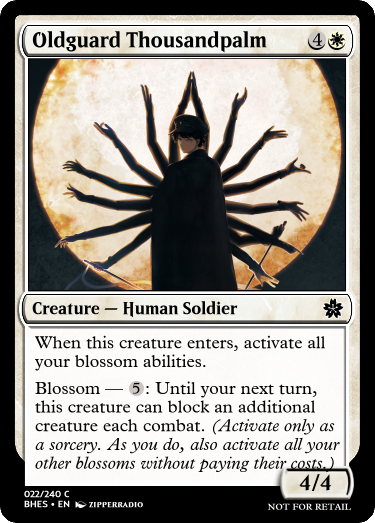 Oldguard Thousandpalm 4
Creature — Human Soldier
When this creature enters, activate all
your blossom abilities.
Blossom — 5: Until your next turn,
this creature can block an additional
creature each combat. (Activate only as
a sorcery. As you do, also activate all your
other blossoms without paying their costs.)
4/4
022/240 C
BHES • EN ZIPPERRADIO
NOT FOR RETAIL